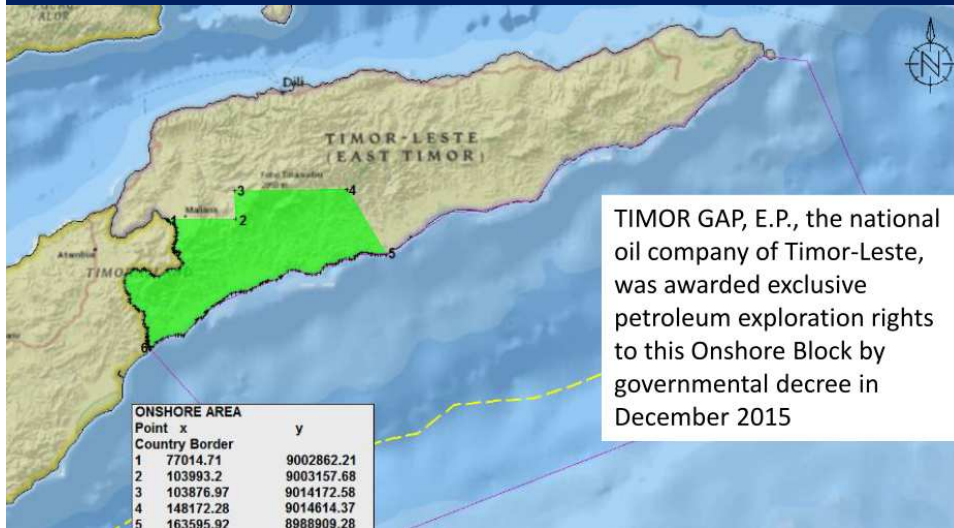 ALOR
Dili
TIMOR-LESTE
(EAST TIMOR)
3
4
Maliana
1
2
Atambua
5
6
N
TIMOR GAP, E.P., the national
oil company of Timor-Leste,
was awarded exclusive
petroleum exploration rights
to this Onshore Block by
governmental decree in
December 2015
ONSHORE AREA
Point x y
Country Border
1 77014.71 9002862.21
2 103993.2 9003157.68
3 103876.97 9014172.58
4 148172.28 9014614.37
5 163595.92 8988909.28